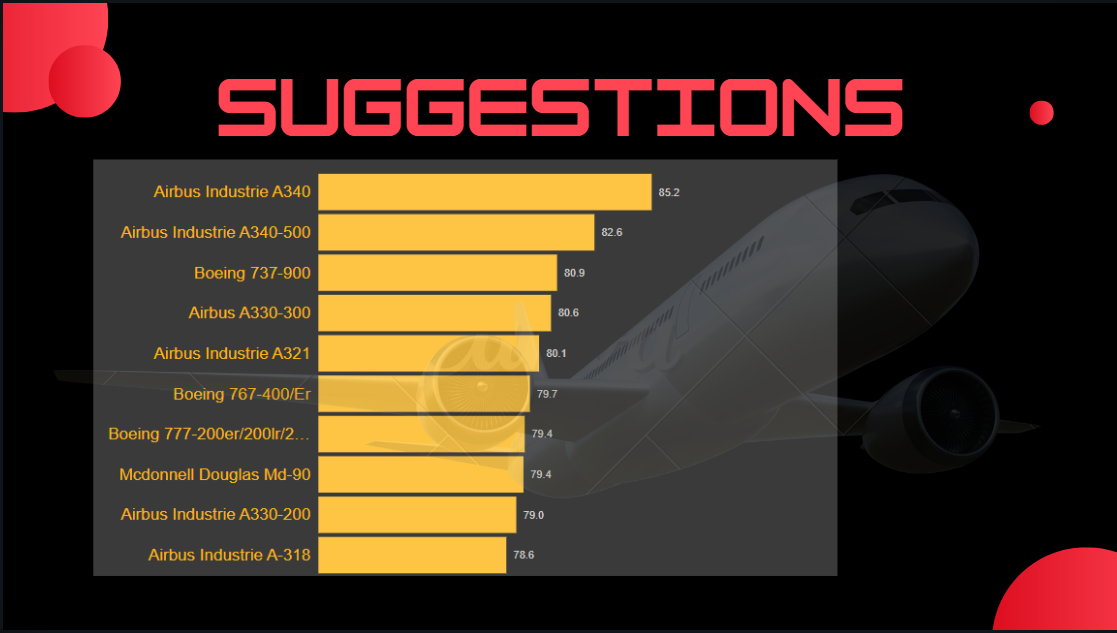 SUGGESTIONS
Airbus Industrie A340 85.2
Airbus Industrie A340-500 82.6
Boeing 737-900 80.9
Airbus A330-300 80.6
Airbus Industrie A321 80.1
Boeing 767-400/Er 79.7
Boeing 777-200er/200lr/2... 79.4
Mcdonnell Douglas Md-90 79.4
Airbus Industrie A330-200 79.0
Airbus Industrie A-318 78.6